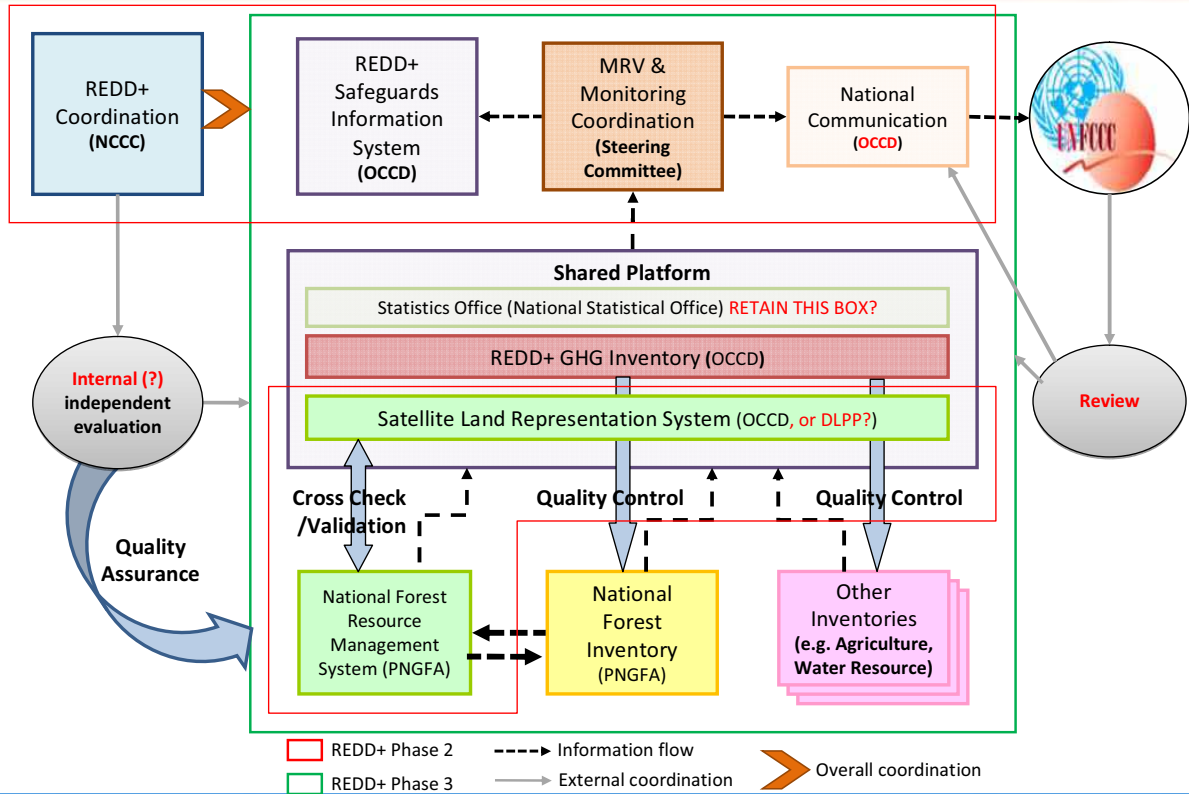 REDD+
Coordination
(NCCC)
REDD+
Safeguards
Information
System
(OCCD)
MRV &
Monitoring
Coordination
(Steering
Committee)
National
Communication
(OCCD)
UNFCCC
Shared Platform
Statistics Office (National Statistical Office) RETAIN THIS BOX?
REDD+ GHG Inventory (OCCD)
Satellite Land Representation System (OCCD, or DLPP?)
Internal (?)
independent
evaluation
Review
Cross Check
/Validation
Quality Control
Quality Control
Quality
Assurance
National Forest
Resource
Management
System (PNGFA)
National
Forest
Inventory
(PNGFA)
Other
Inventories
(e.g. Agriculture,
Water Resource)
REDD+ Phase 2
Information flow
Overall coordination
REDD+ Phase 3
External coordination